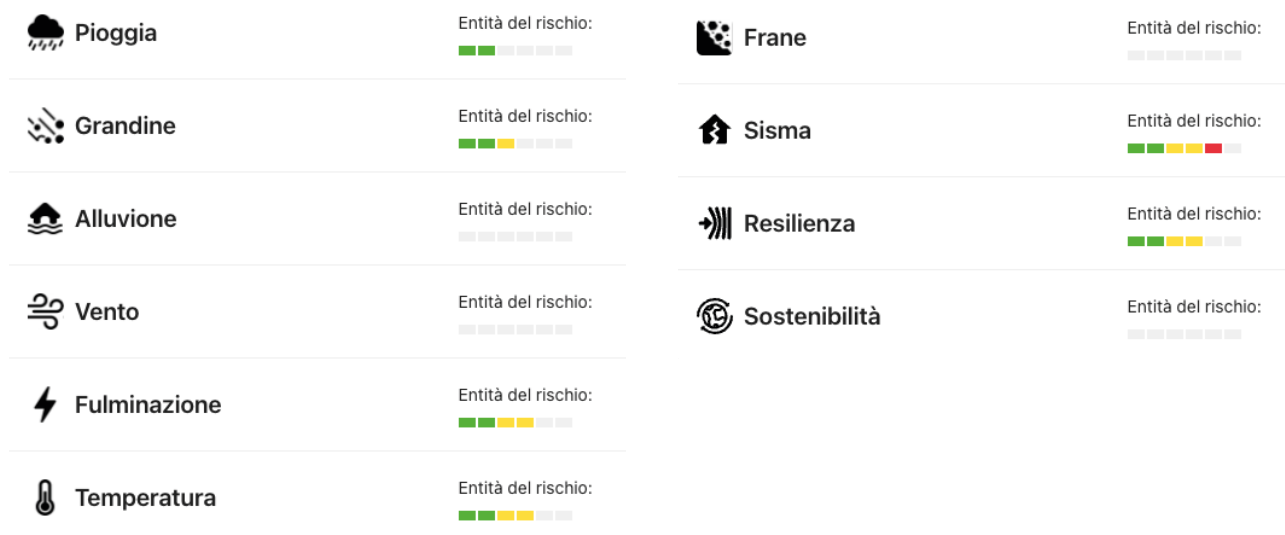 Pioggia
Entità del rischio:
Grandine
Entità del rischio:
Alluvione
Entità del rischio:
Vento
Entità del rischio:
Fulminazione
Entità del rischio:
Temperatura
Entità del rischio:
Frane
Entità del rischio:
Sisma
Entità del rischio:
Resilienza
Entità del rischio:
Sostenibilità
Entità del rischio: